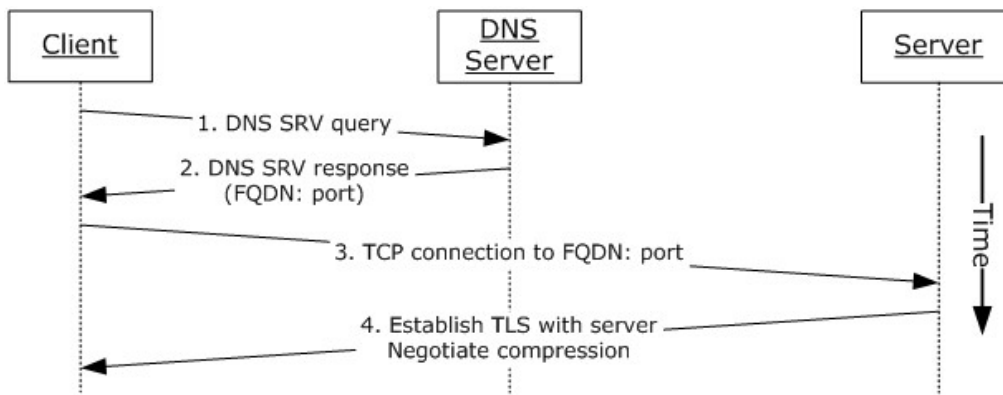 Client
DNS
Server
Server
1. DNS SRV query
2. DNS SRV response
(FQDN: port)
3. TCP connection to FQDN: port
4. Establish TLS with server
Negotiate compression
Time